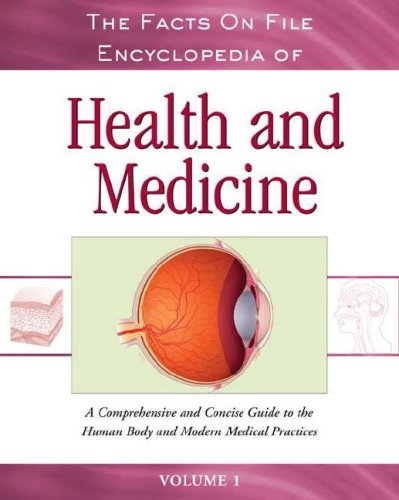 The Facts On File
Encyclopedia of
Health and
Medicine
A Comprehensive and Concise Guide to the
Human Body and Modern Medical Practices
VOLUME 1